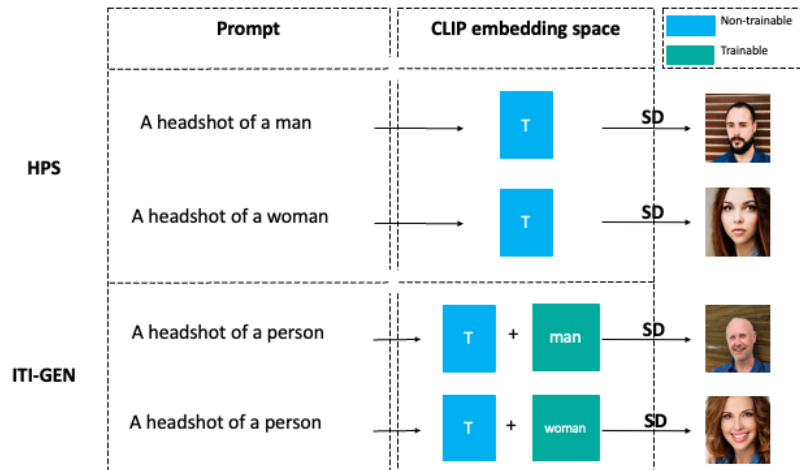 Prompt
CLIP embedding space
Non-trainable
Trainable
HPS
A headshot of a man
T
SD
A headshot of a woman
T
SD
ITI-GEN
A headshot of a person
T + man
SD
A headshot of a person
T + woman
SD